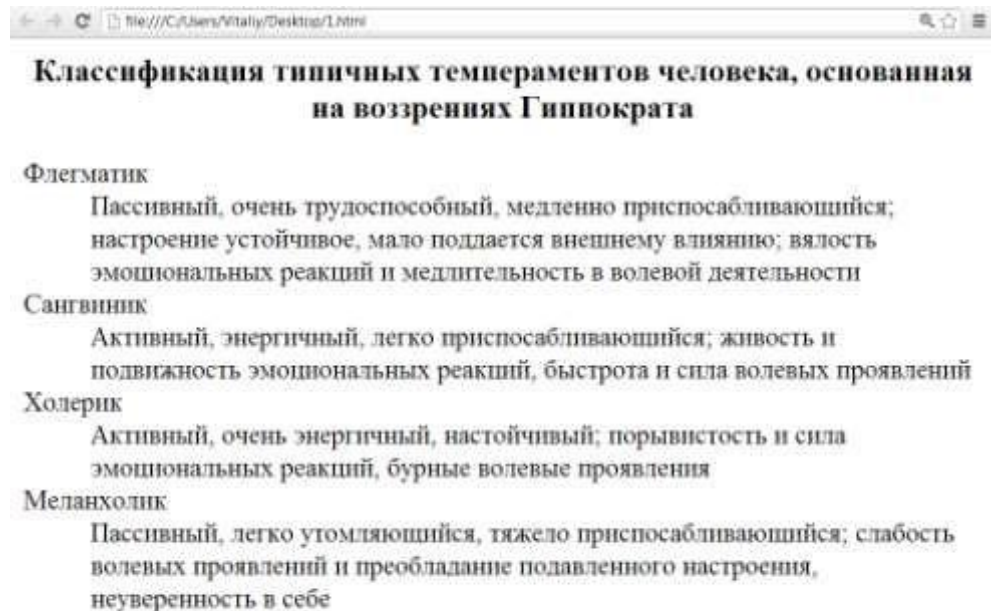 file:///C:/Users/Vitaliy/Desktop/1.html
Классификация типичных темпераментов человека, основанная
на воззрениях Гиппократа
Флегматик
Пассивный, очень трудоспособный, медленно приспосабливающийся;
настроение устойчивое, мало поддается внешнему влиянию; вялость
эмоциональных реакций и медлительность в волевой деятельности
Сангвиник
Активный, энергичный, легко приспосабливающийся; живость и
подвижность эмоциональных реакций, быстрота и сила волевых проявлений
Холерик
Активный, очень энергичный, настойчивый; порывистость и сила
эмоциональных реакций, бурные волевые проявления
Меланхолик
Пассивный, легко утомляющийся, тяжело приспосабливающийся; слабость
волевых проявлений и преобладание подавленного настроения,
неуверенность в себе